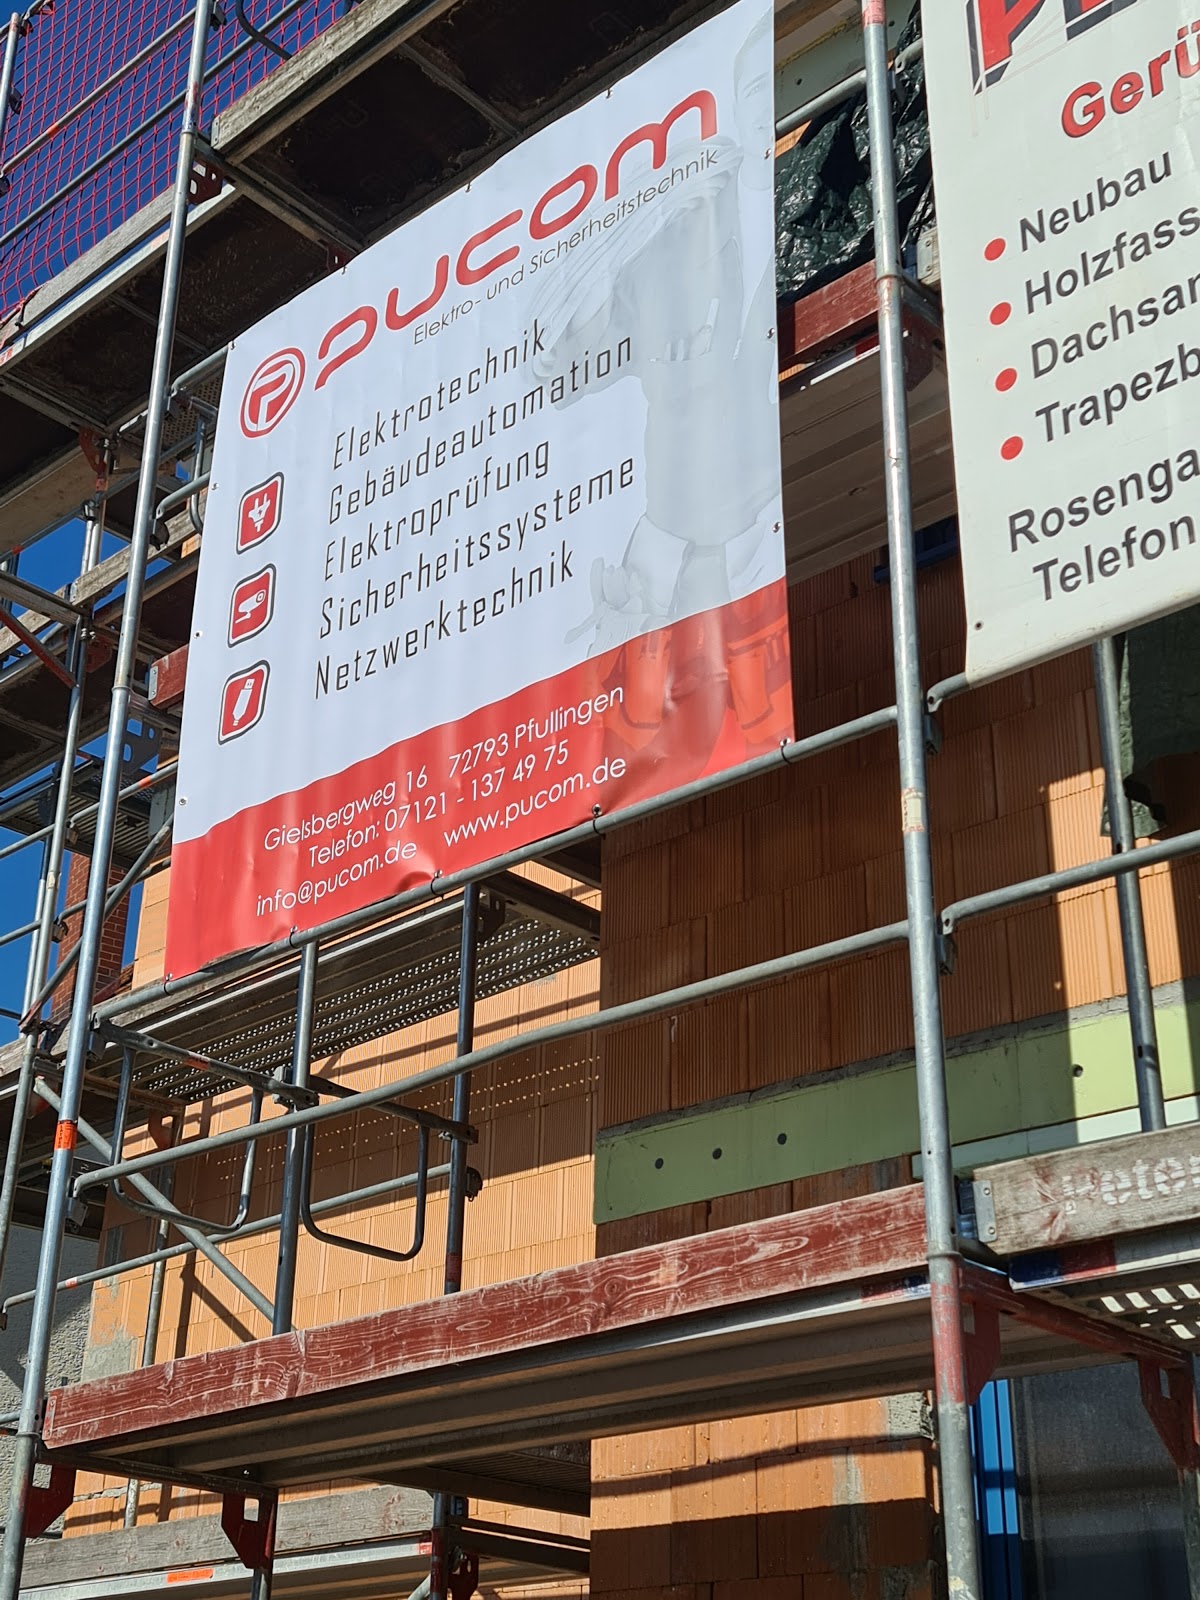 pucom
Elektro- und Sicherheitstechnik
Elektrotechnik
Gebäudeautomation
Elektroprüfung
Sicherheitssysteme
Netzwerktechnik
Gielsbergweg 16 72793 Pfullingen
Telefon: 07121 - 137 49 75
info@pucom.de www.pucom.de
Gerü
Neubau
Holzfass
Dachsa
Trapezb
Rosenga
Telefon